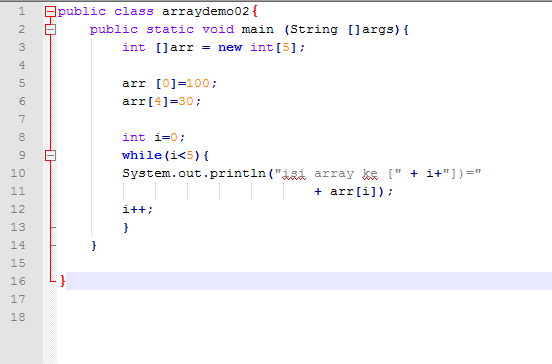 1 public class arraydemo02{
2 public static void main (String []args){
3 int []arr = new int[5];
4
5 arr [0]=100;
6 arr[4]=30;
7
8 int i=0;
9 while(i<5){
10 System.out.println("isi array ke [" + i+"])="
11 + arr[i]);
12 i++;
13 }
14 }
15
16 }
17
18